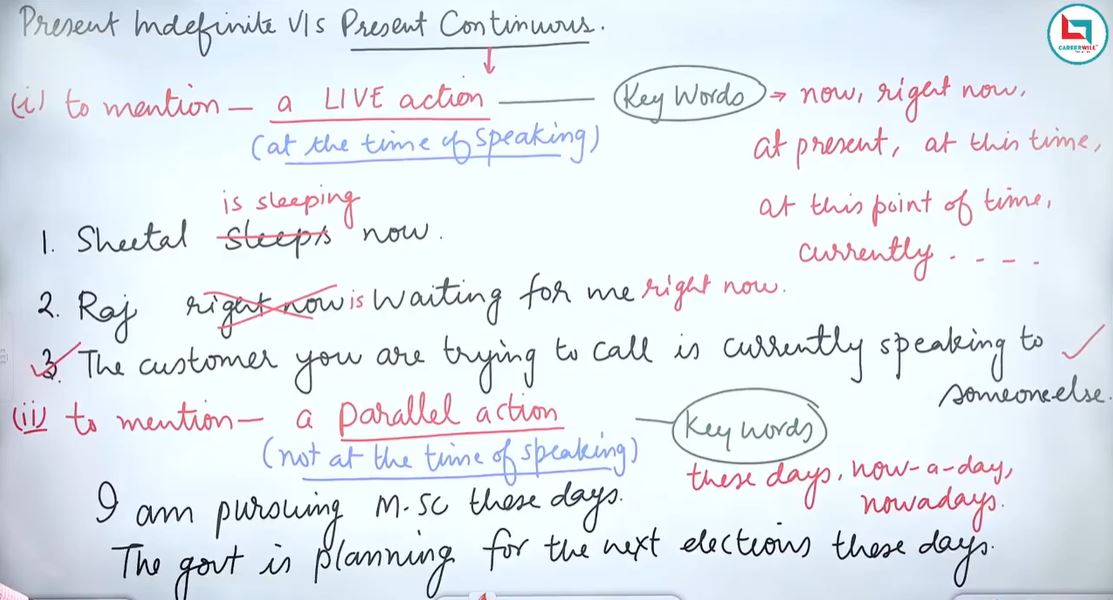 Present Indefinite V/s Present Continuous.
CAREERWILL
(i) to mention — a LIVE action — Key Words → now, right now,
(at the time of speaking)
at present, at this time,
at this point of time,
currently . - - -
is sleeping
1. Sheetal sleeps now.
2. Raj right now is waiting for me right now.
3. The customer you are trying to call is currently speaking to
someone else.
(ii) to mention — a parallel action — Key words
(not at the time of speaking)
these days, now-a-day,
nowadays.
I am pursuing M.SC these days.
The govt is planning for the next elections these days.